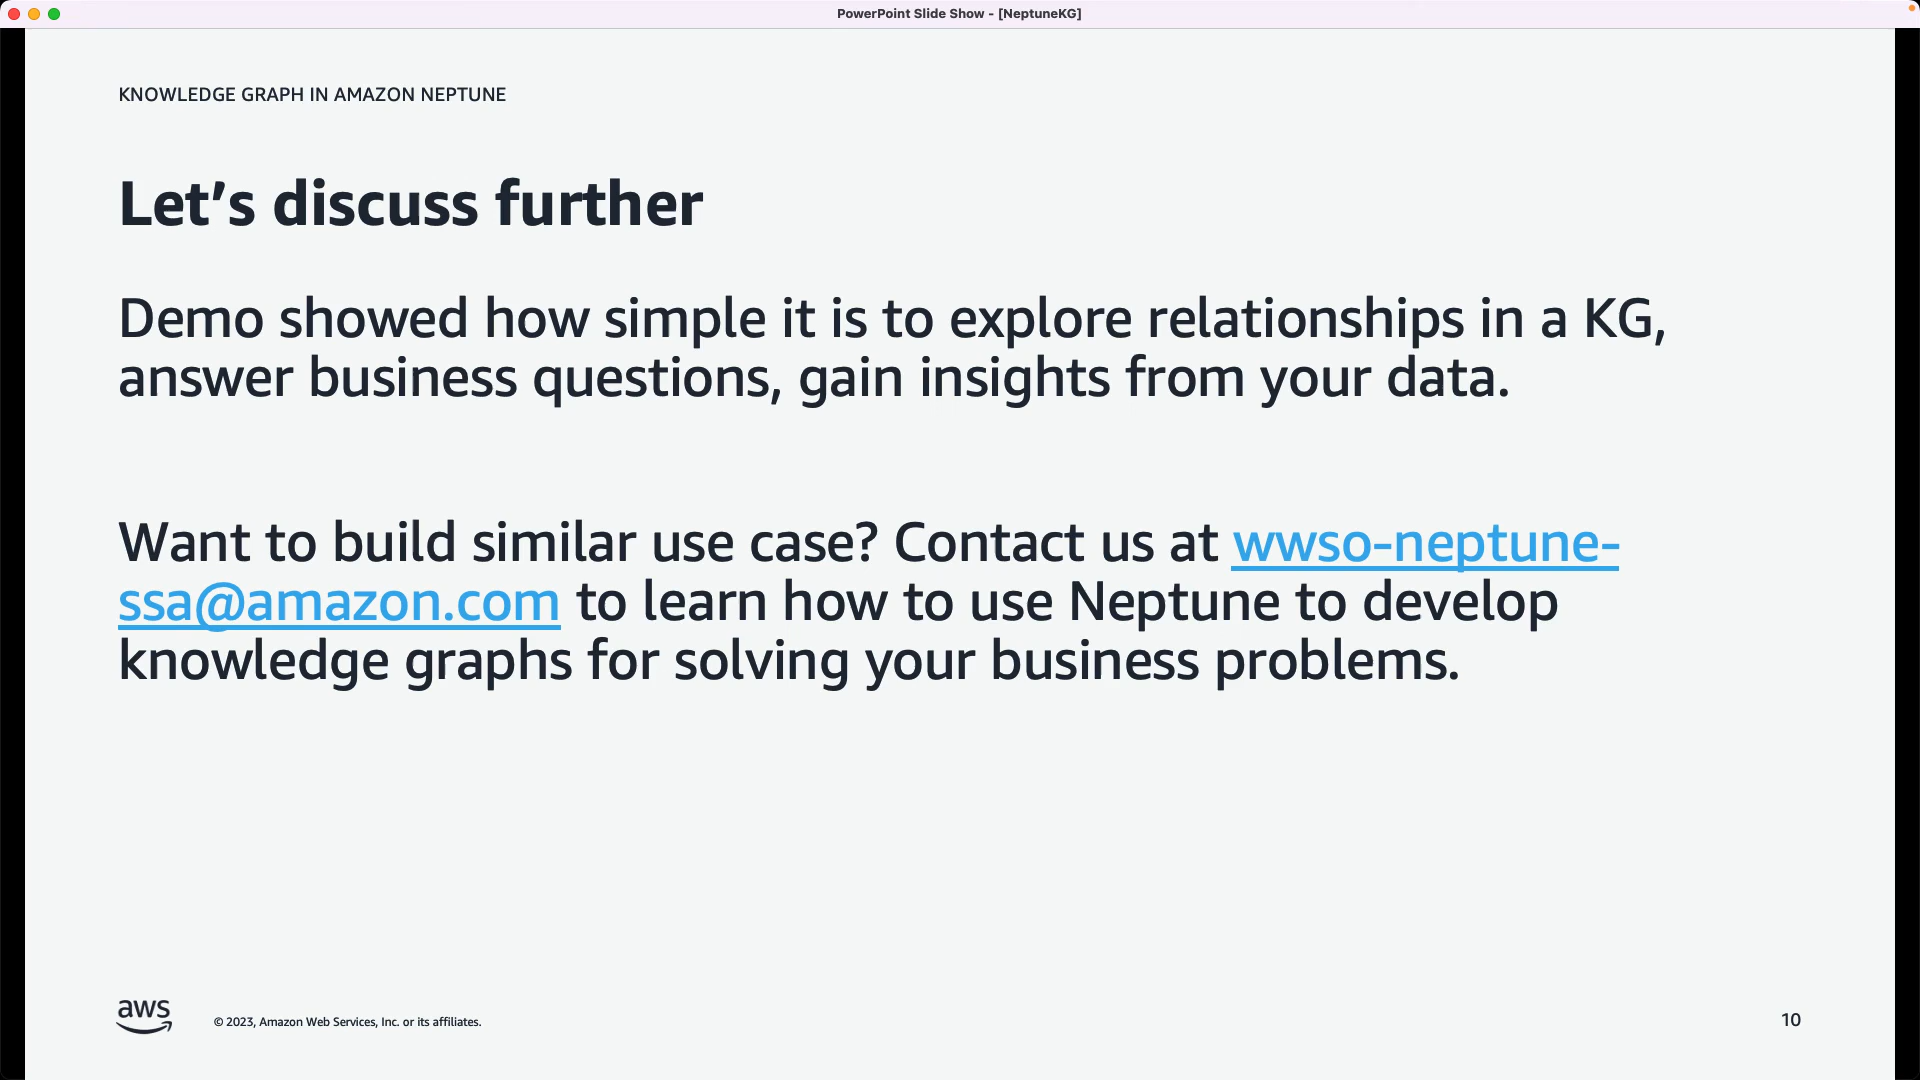 PowerPoint Slide Show - [NeptuneKG]
KNOWLEDGE GRAPH IN AMAZON NEPTUNE
Let’s discuss further
Demo showed how simple it is to explore relationships in a KG,
answer business questions, gain insights from your data.
Want to build similar use case? Contact us at wwso-neptune-
ssa@amazon.com to learn how to use Neptune to develop
knowledge graphs for solving your business problems.
aws
© 2023, Amazon Web Services, Inc. or its affiliates.
10